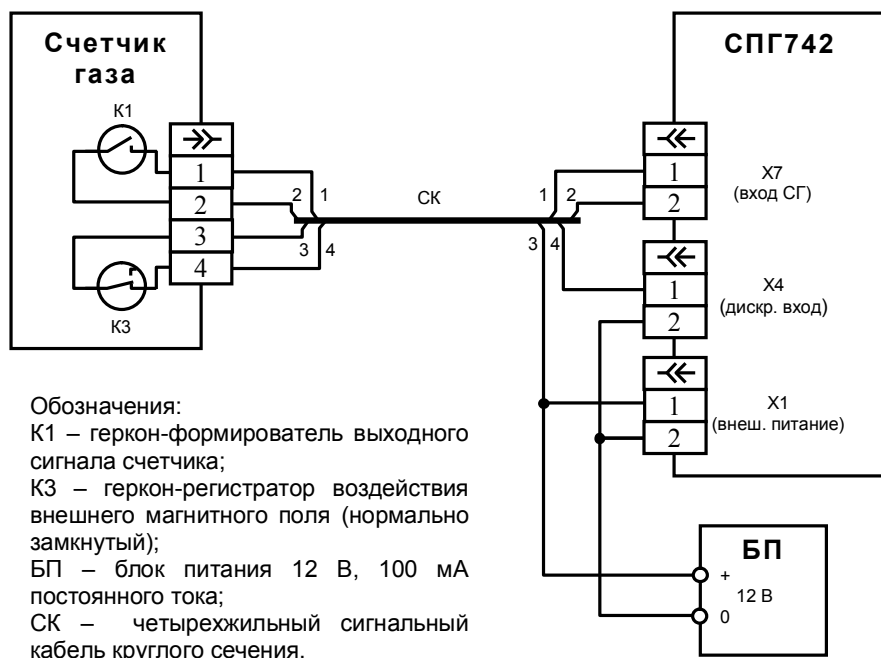 Счетчик
газа
К1
1
2
3
4
К3
2 1
3 4
СК
1 2
3 4
СПГ742
1
2
X7
(вход СГ)
1
2
X4
(дискр. вход)
1
2
X1
(внеш. питание)
БП
+
12 В
0
Обозначения:
К1 – геркон-формирователь выходного
сигнала счетчика;
К3 – геркон-регистратор воздействия
внешнего магнитного поля (нормально
замкнутый);
БП – блок питания 12 В, 100 мА
постоянного тока;
СК – четырехжильный сигнальный
кабель круглого сечения.